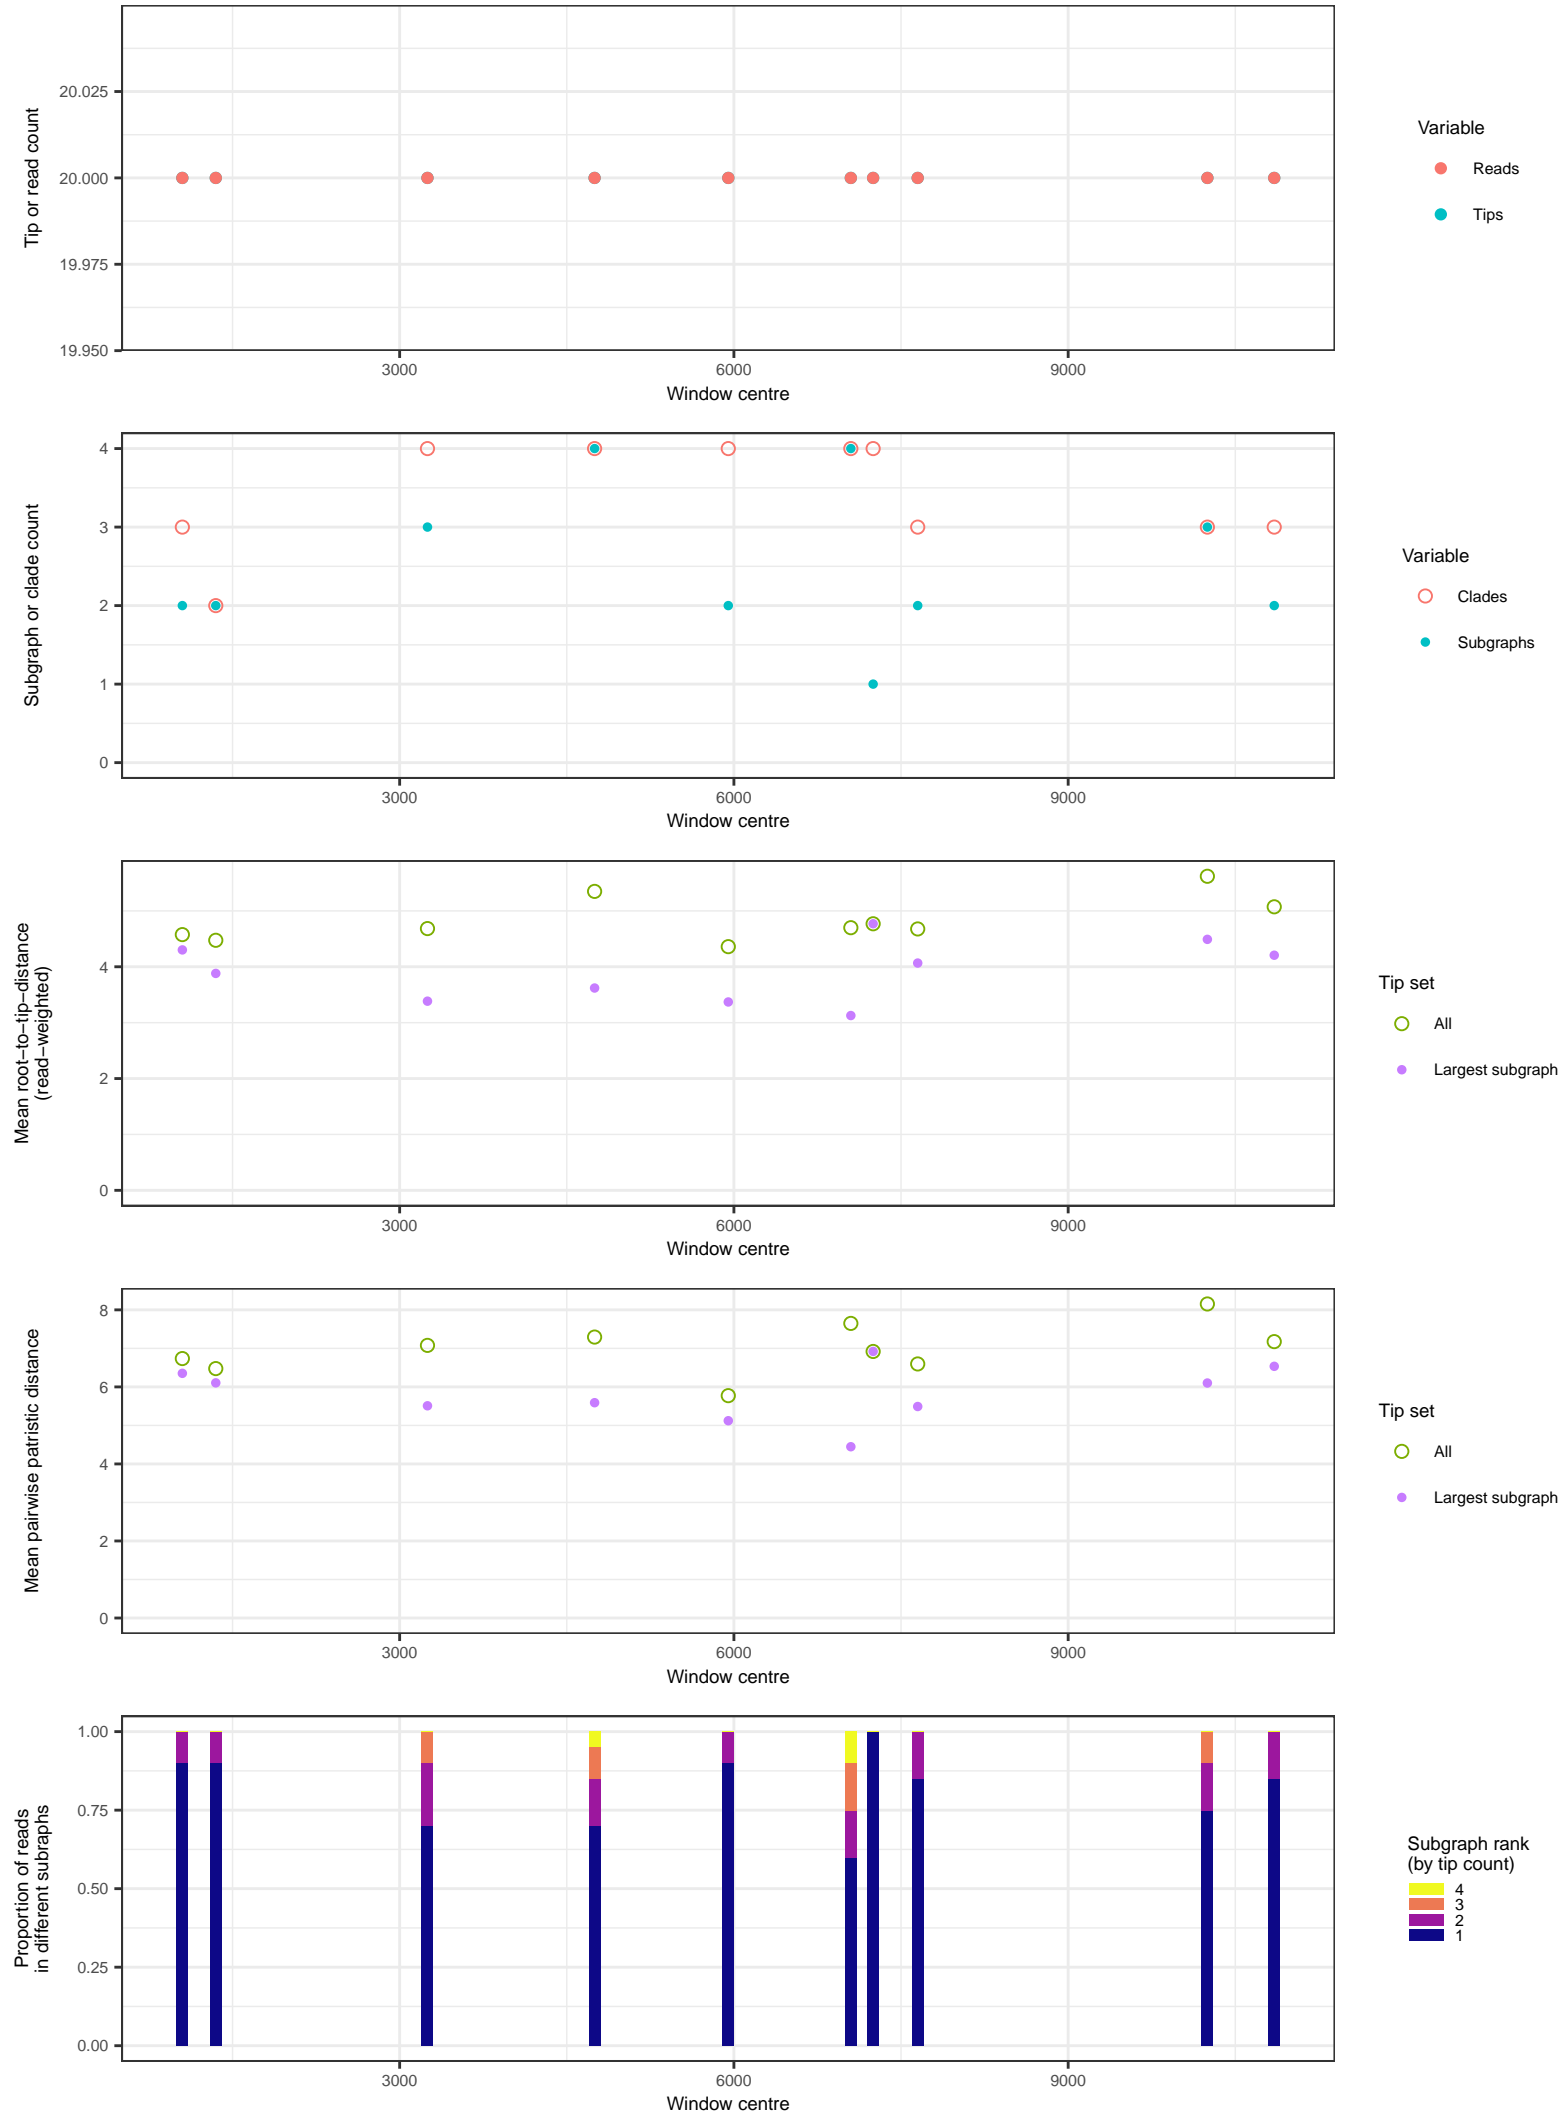 20.025
20.000
19.975
19.950
Tip or read count
3000
6000
9000
Window centre
Variable
Reads
Tips
4
3
2
1
0
Subgraph or clade count
3000
6000
9000
Window centre
Variable
Clades
Subgraphs
4
2
0
Mean root−to−tip−distance
(read−weighted)
3000
6000
9000
Window centre
Tip set
All
Largest subgraph
8
6
4
2
0
Mean pairwise patristic distance
3000
6000
9000
Window centre
Tip set
All
Largest subgraph
1.00
0.75
0.50
0.25
0.00
Proportion of reads
in different subraphs
3000
6000
9000
Window centre
Subgraph rank
(by tip count)
4
3
2
1